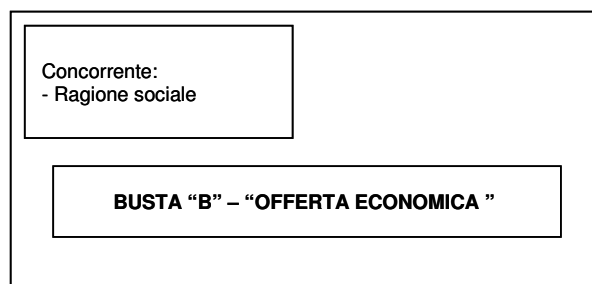 Concorrente:
- Ragione sociale
BUSTA “B” – “OFFERTA ECONOMICA ”